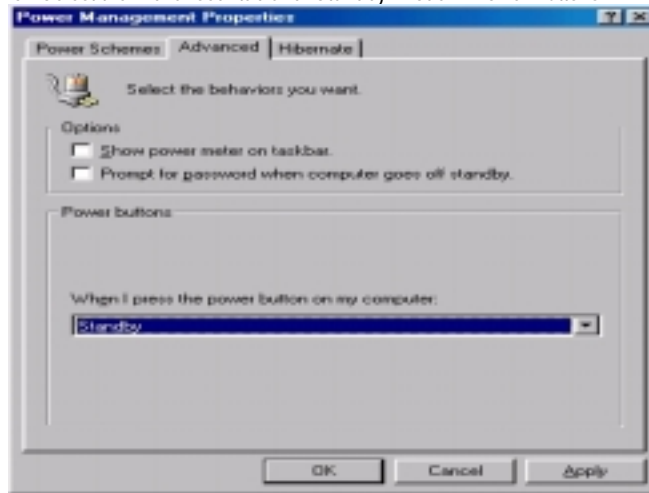 Power Management Properties
Power Schemes Advanced Hibernate
Select the behaviors you want.
Options
Show power meter on taskbar.
Prompt for password when computer goes off standby.
Power buttons
When I press the power button on my computer:
Standby
OK Cancel Apply